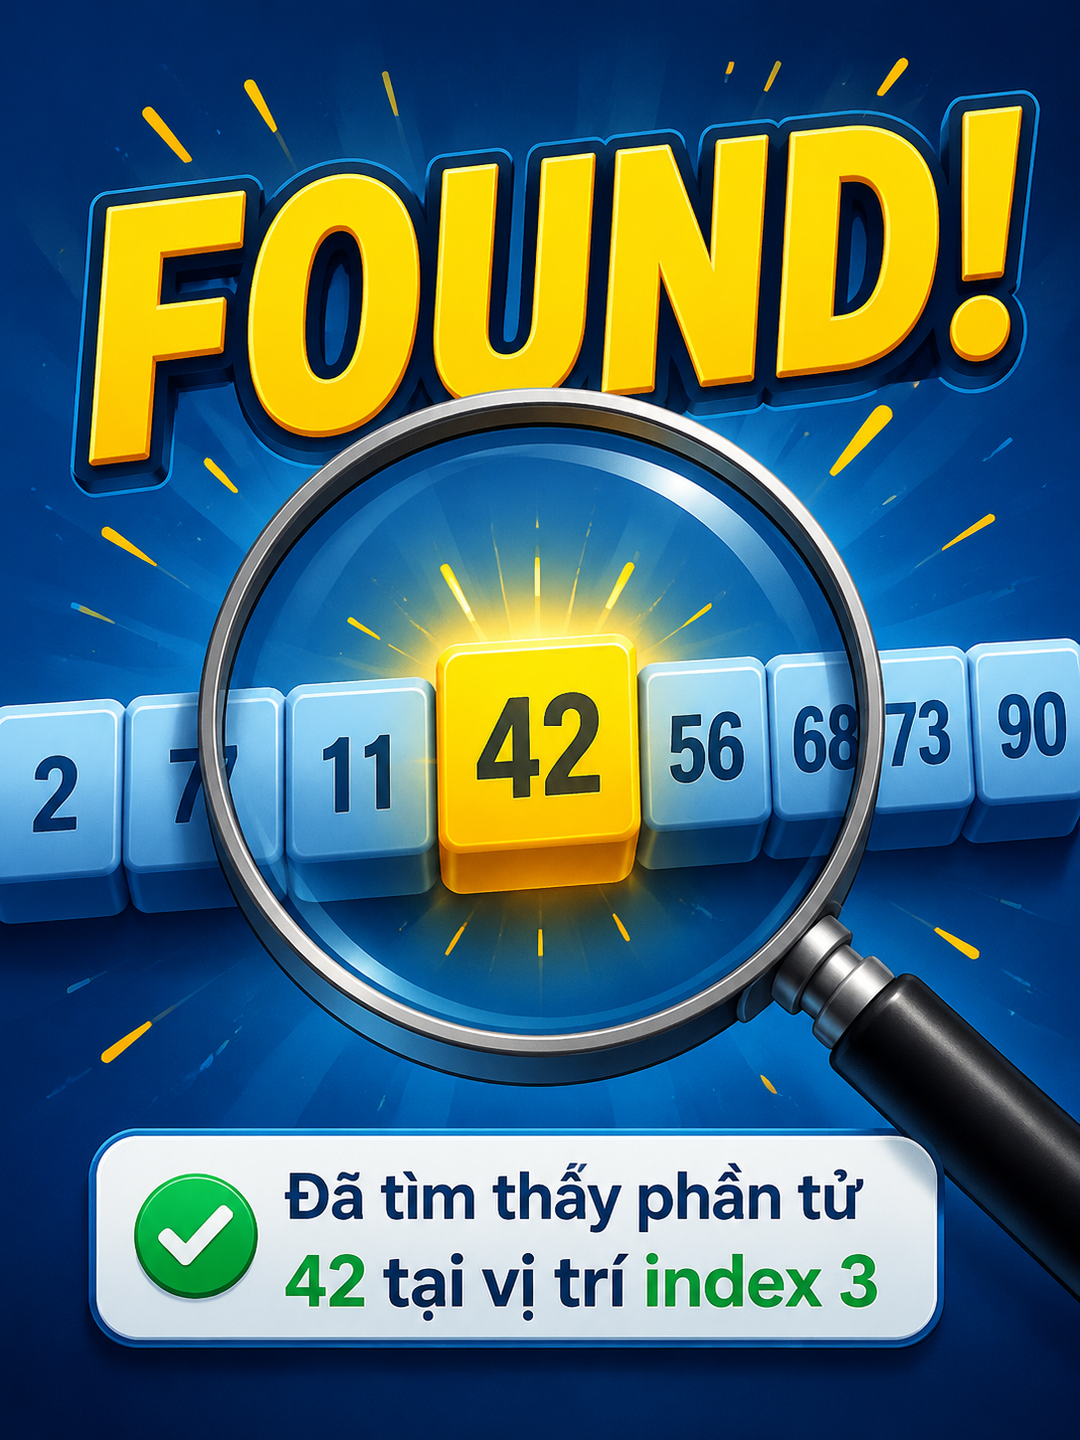 FOUND!
2 7 11 42 56 68 73 90
Đã tìm thấy phần tử
42 tại vị trí index 3